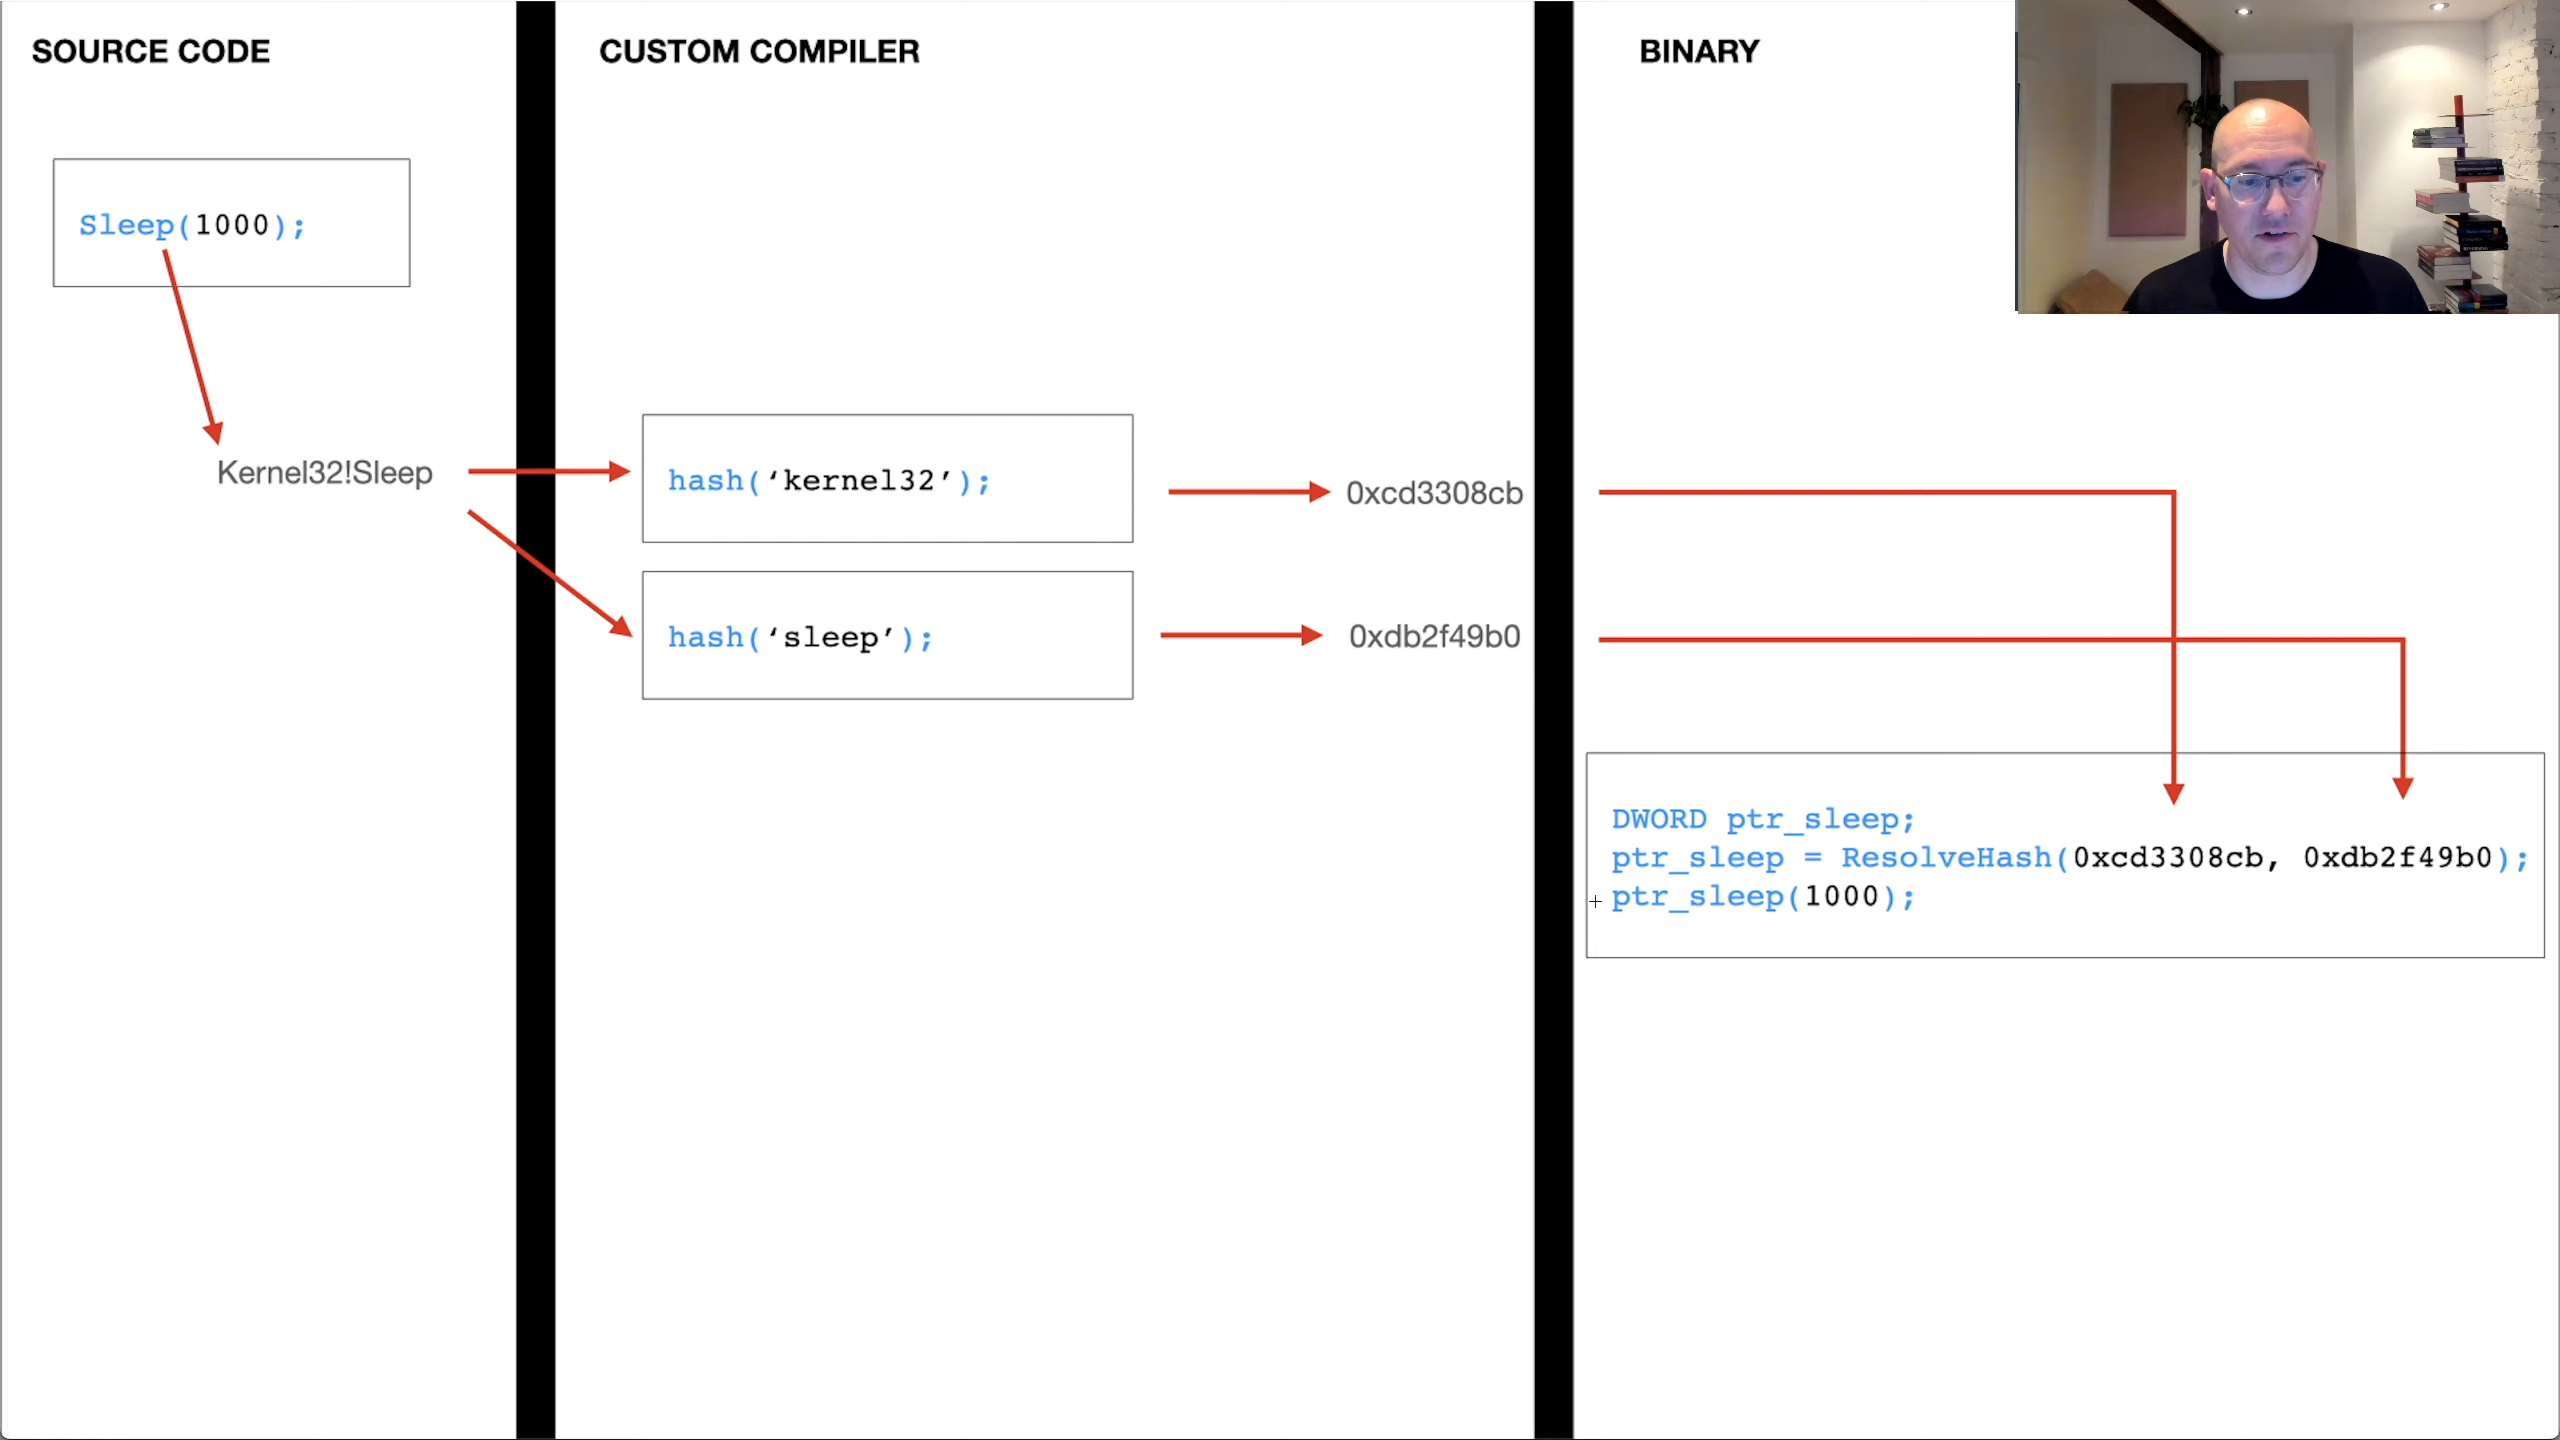 SOURCE CODE
Sleep(1000);
Kernel32!Sleep
CUSTOM COMPILER
hash(‘kernel32’);
0xcd3308cb
hash(‘sleep’);
0xdb2f49b0
BINARY
DWORD ptr_sleep;
ptr_sleep = ResolveHash(0xcd3308cb, 0xdb2f49b0);
ptr_sleep(1000);